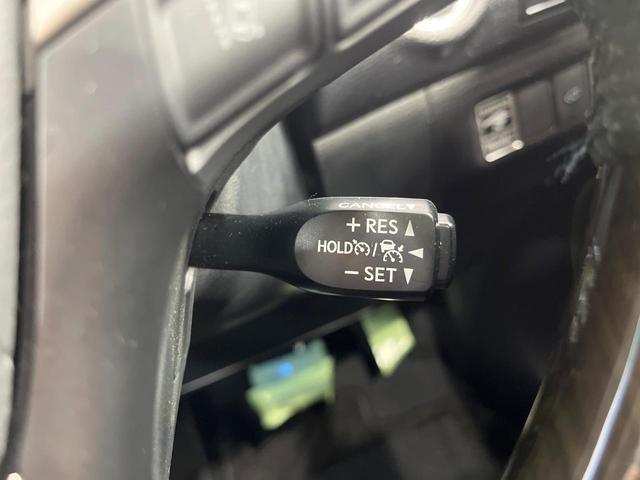 CANCEL▼
+ RES ▲
HOLD / ◀
− SET ▼